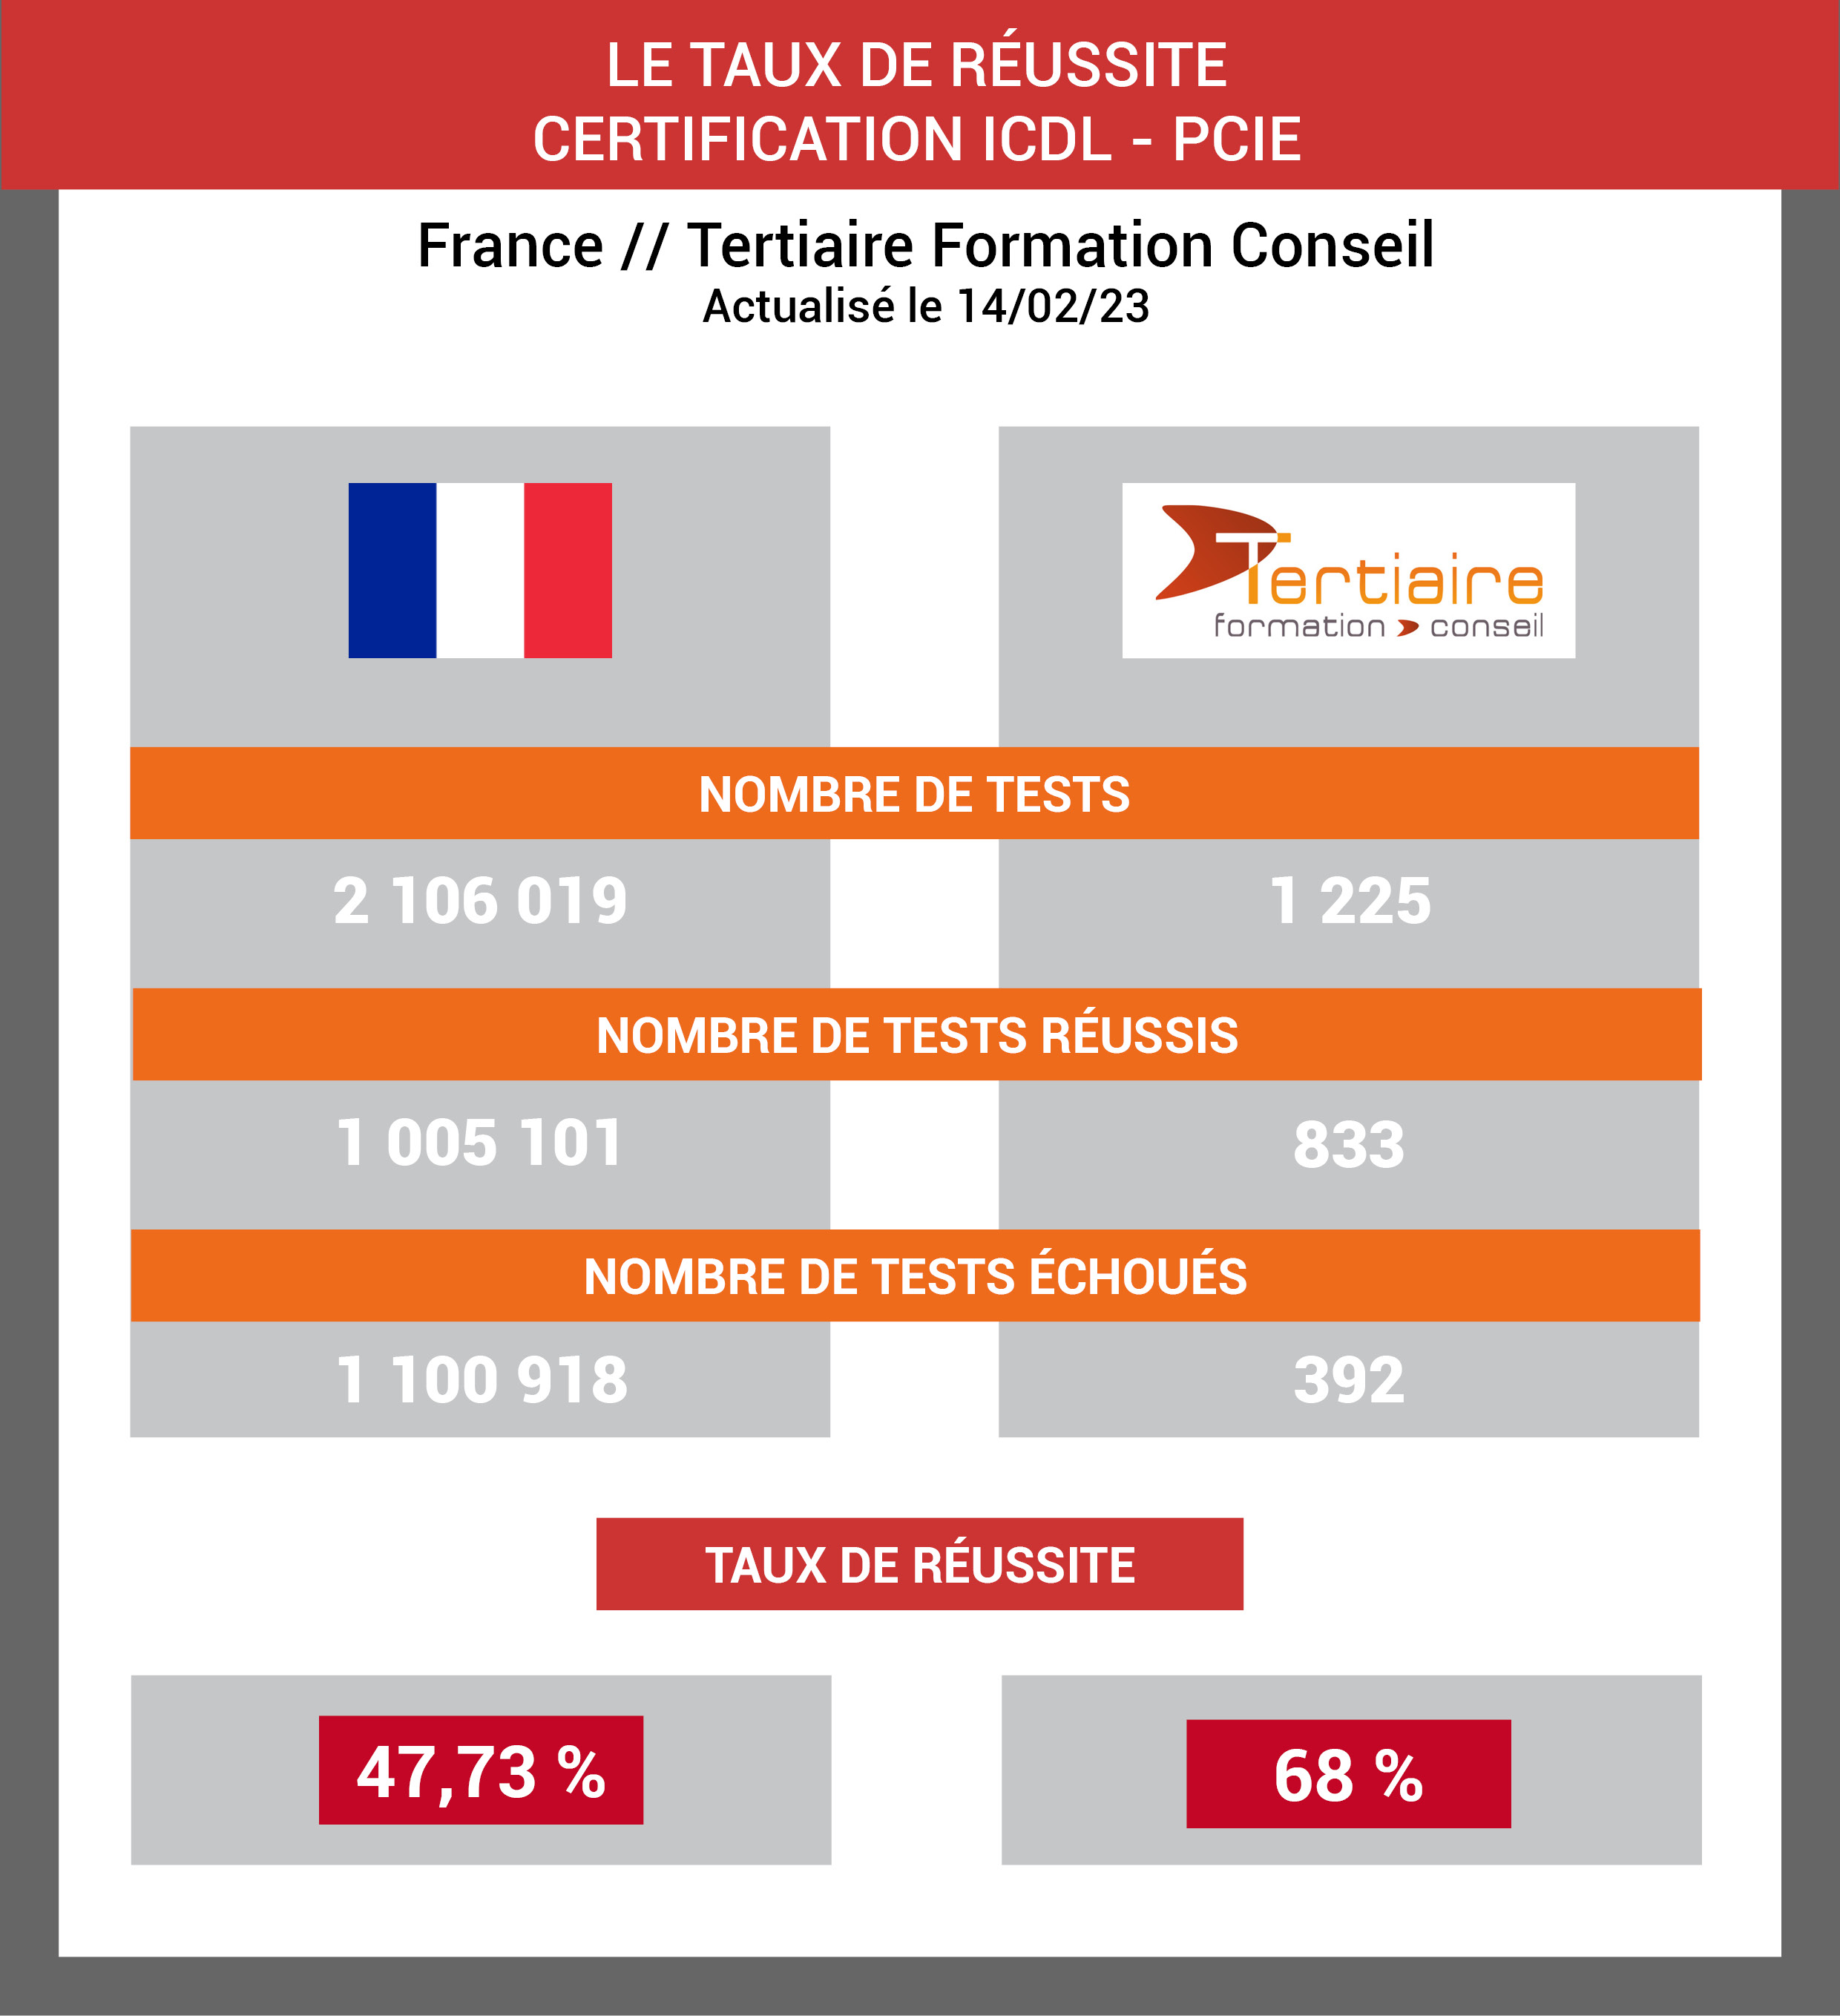 LE TAUX DE RÉUSSITE
CERTIFICATION ICDL - PCIE
France // Tertiaire Formation Conseil
Actualisé le 14/02/23
Tertiaire
formation conseil
NOMBRE DE TESTS
2 106 019
1 225
NOMBRE DE TESTS RÉUSSIS
1 005 101
833
NOMBRE DE TESTS ÉCHOUÉS
1 100 918
392
TAUX DE RÉUSSITE
47,73 %
68 %